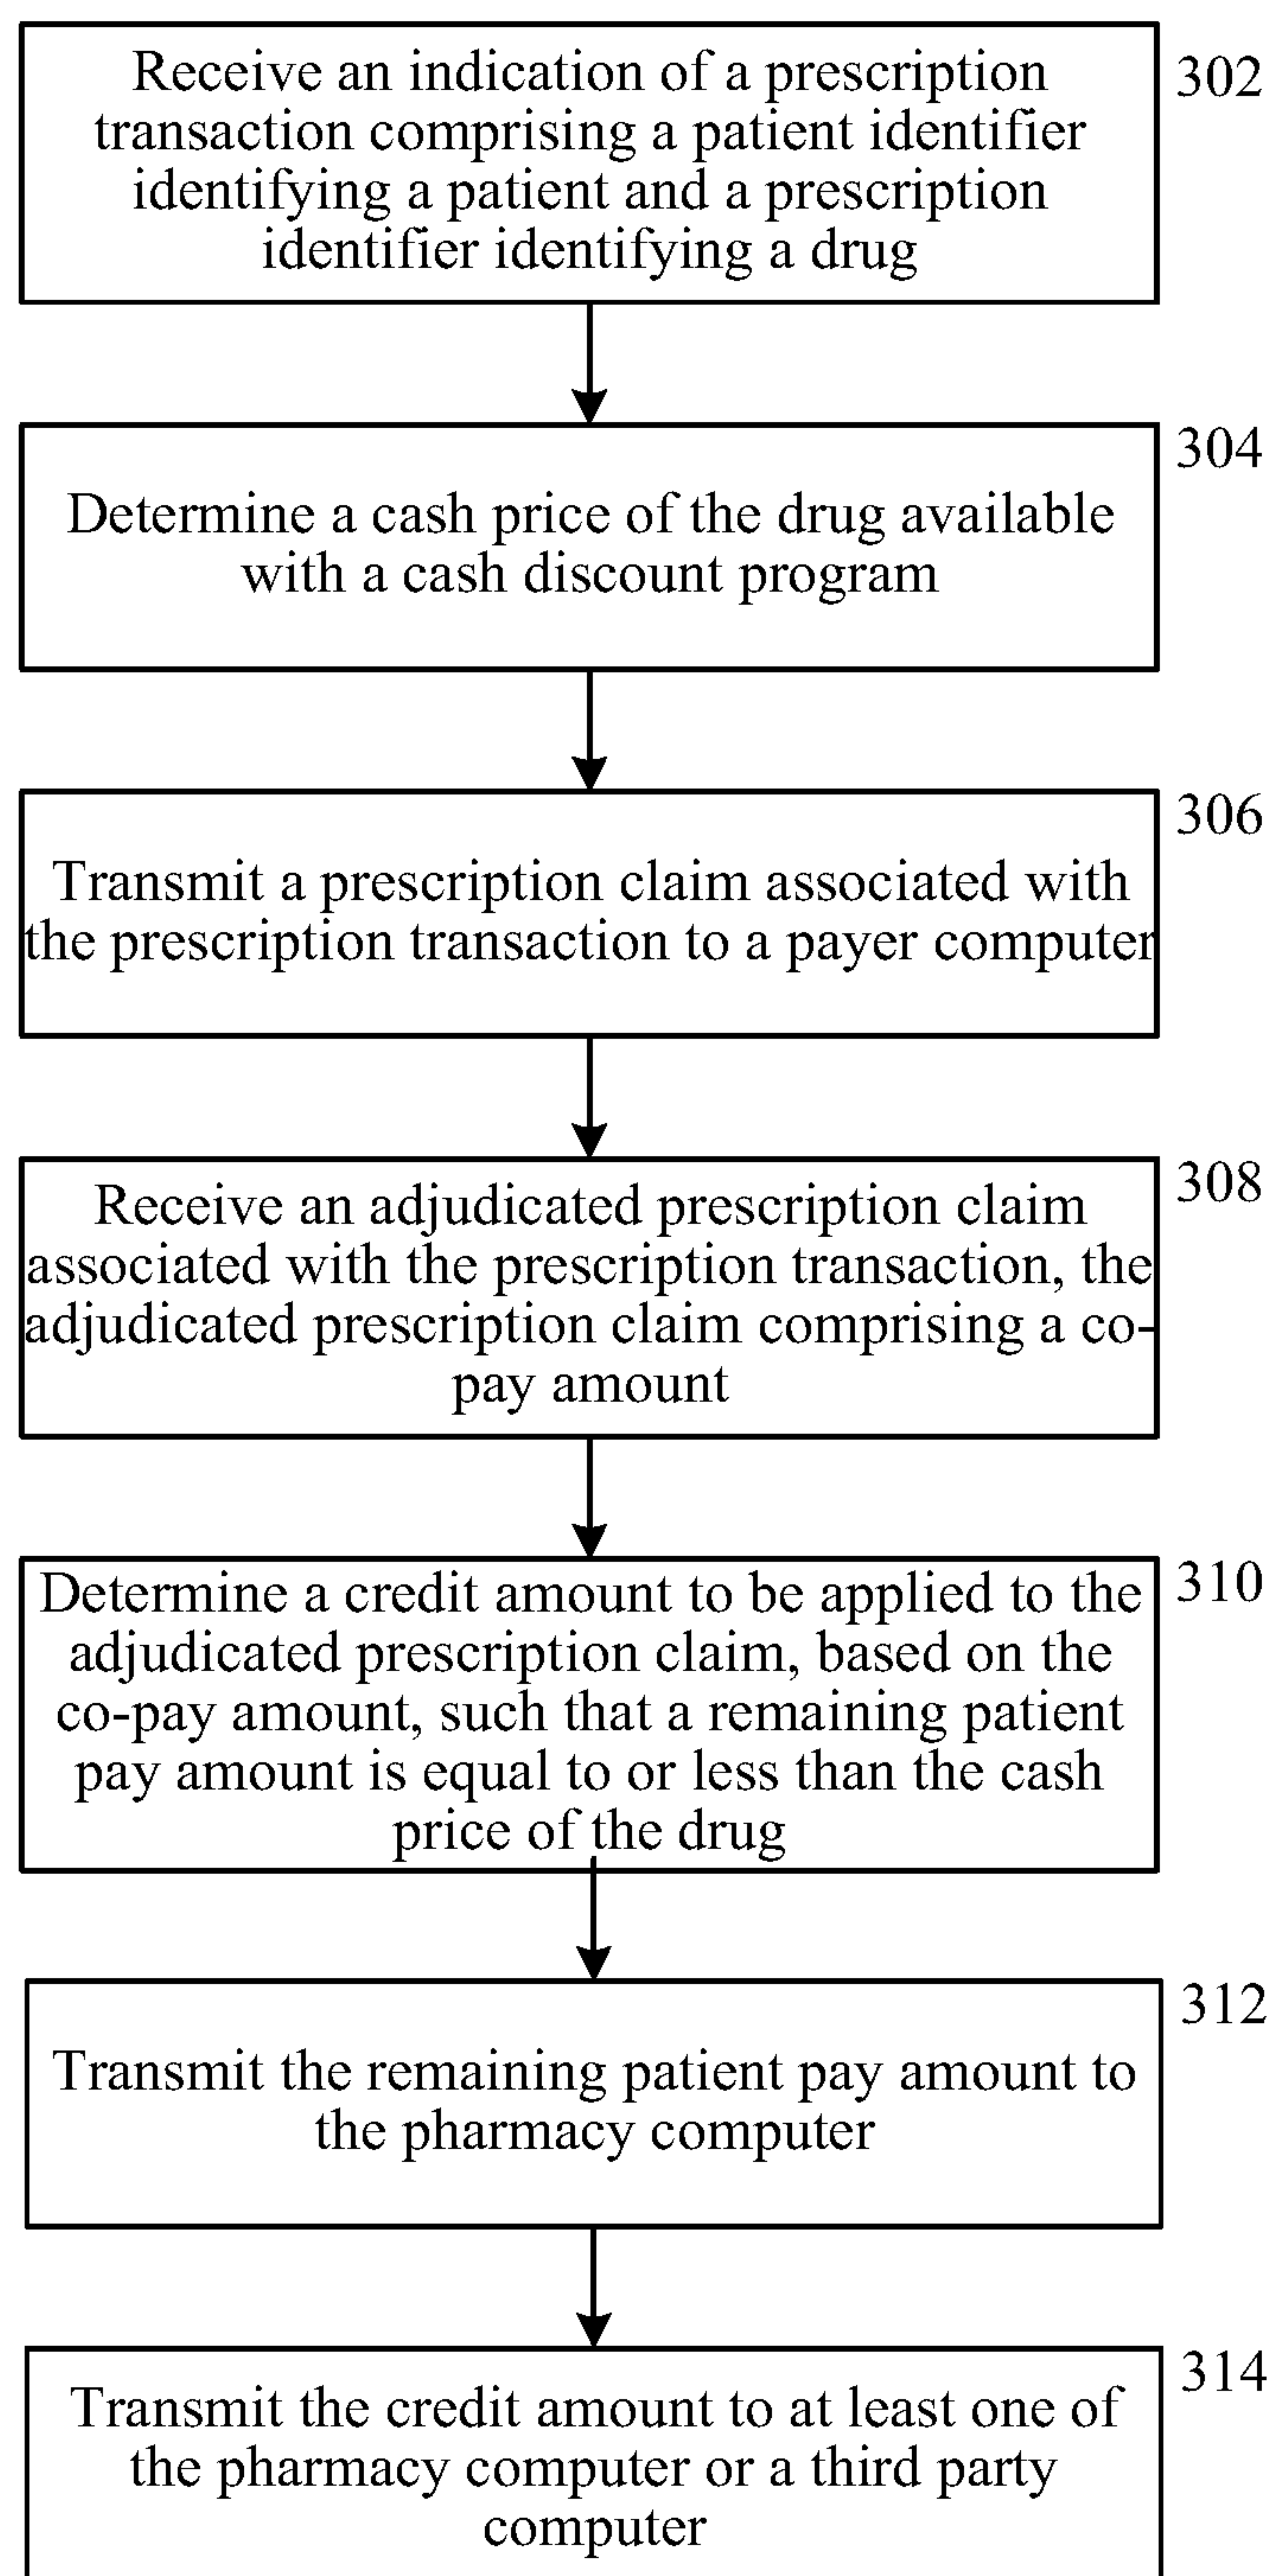 Receive an indication of a prescription
302
transaction comprising a patient identifier
identifying a patient and a prescription
identifier identifying a drug
304
Determine a cash price of the drug available
with a cash discount program
306
Transmit a prescription claim associated with
the prescription transaction to a payer computer
308
Receive an adjudicated prescription claim
associated with the prescription transaction, the
adjudicated prescription claim comprising a co-
pay amount
310
Determine a credit amount to be applied to the
adjudicated prescription claim, based on the
co-pay amount, such that a remaining patient
pay amount is equal to or less than the cash
price of the drug
312
Transmit the remaining patient pay amount to
the pharmacy computer
314
Transmit the credit amount to at least one of
the pharmacy computer or a third party
computer